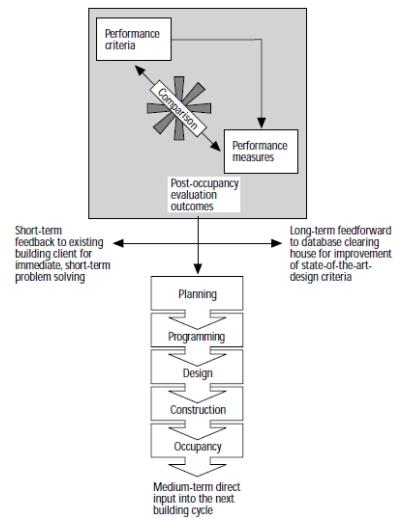 Performance
criteria
Comparison
Performance
measures
Post-occupancy
evaluation
outcomes
Short-term
feedback to existing
building client for
immediate, short-term
problem solving
Long-term feedforward
to database clearing
house for improvement
of state-of-the-art-
design criteria
Planning
Programming
Design
Construction
Occupancy
Medium-term direct
input into the next
building cycle